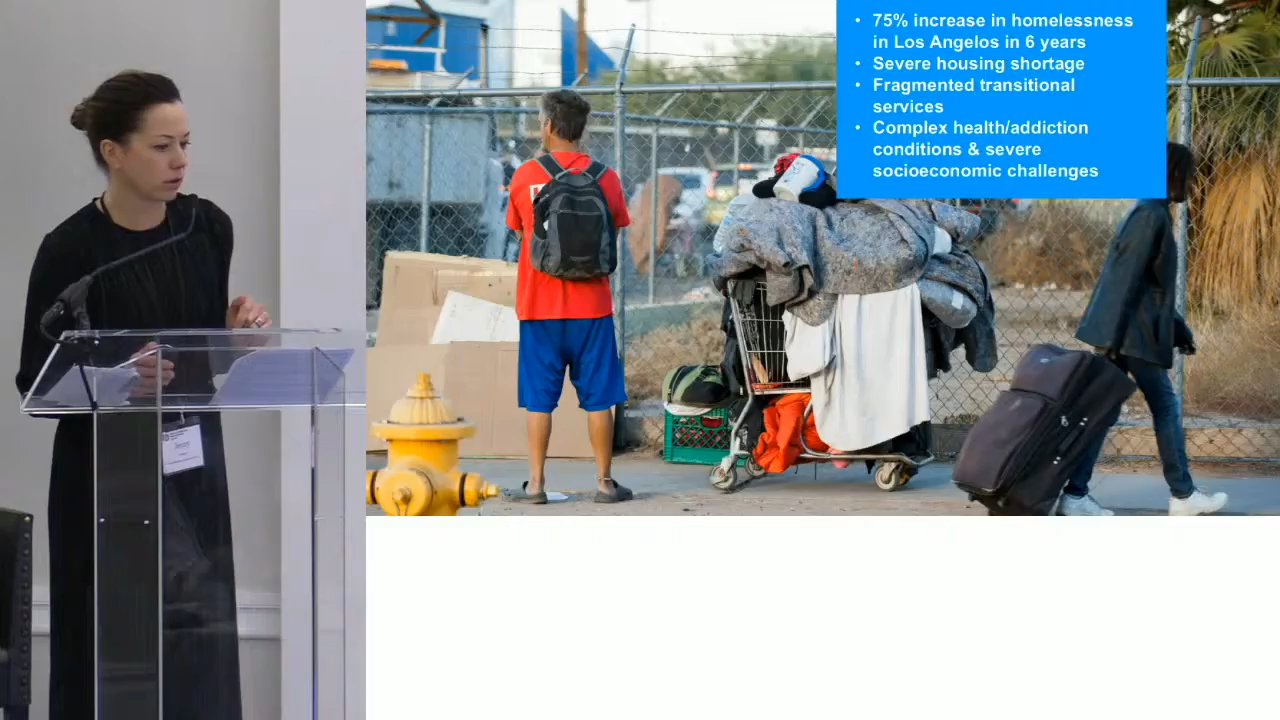 • 75% increase in homelessness
in Los Angelos in 6 years
• Severe housing shortage
• Fragmented transitional
services
• Complex health/addiction
conditions & severe
socioeconomic challenges